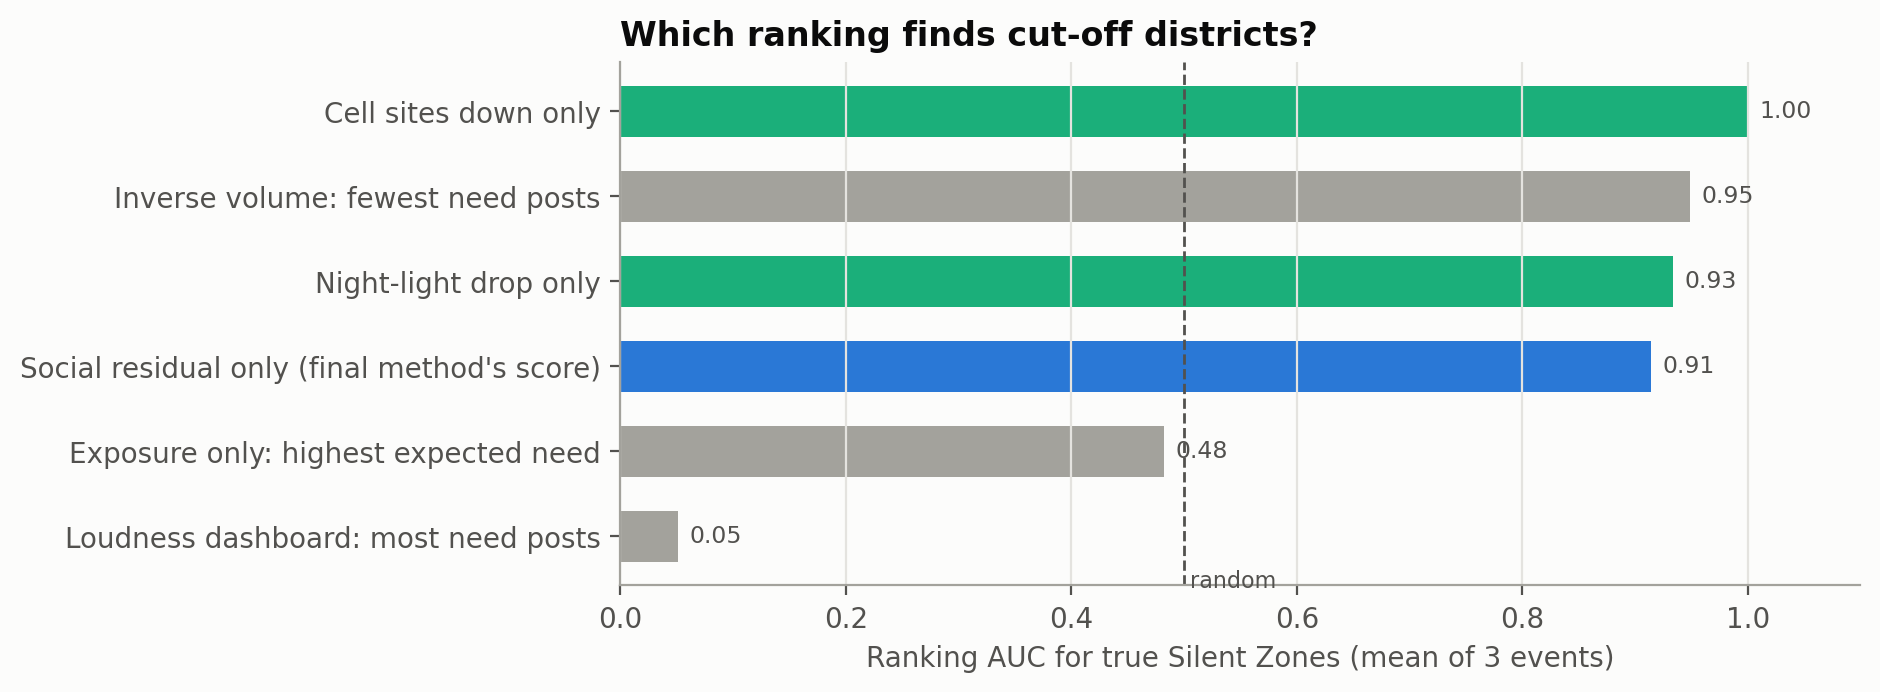 Which ranking finds cut-off districts?
Cell sites down only
1.00
Inverse volume: fewest need posts
0.95
Night-light drop only
0.93
Social residual only (final method's score)
0.91
Exposure only: highest expected need
0.48
Loudness dashboard: most need posts
0.05
random
0.0 0.2 0.4 0.6 0.8 1.0
Ranking AUC for true Silent Zones (mean of 3 events)